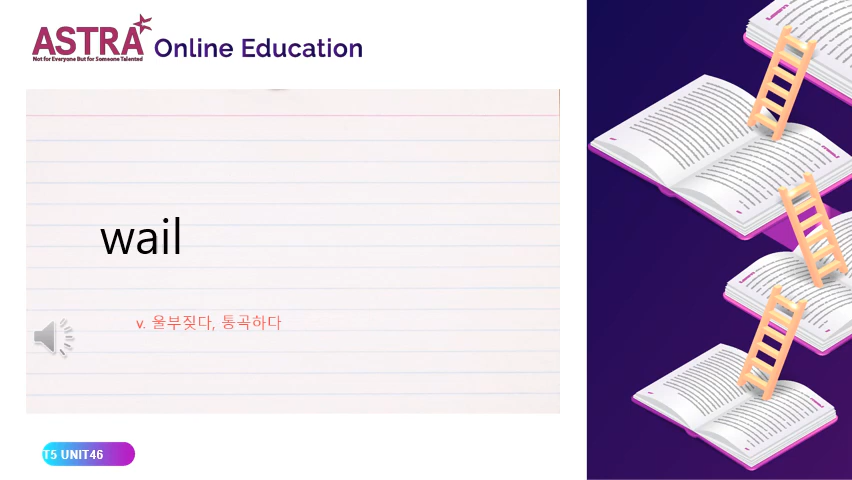 ASTRA
Not for Everyone But for Someone Talented
Online Education
wail
v. 울부짖다, 통곡하다
T5 UNIT46